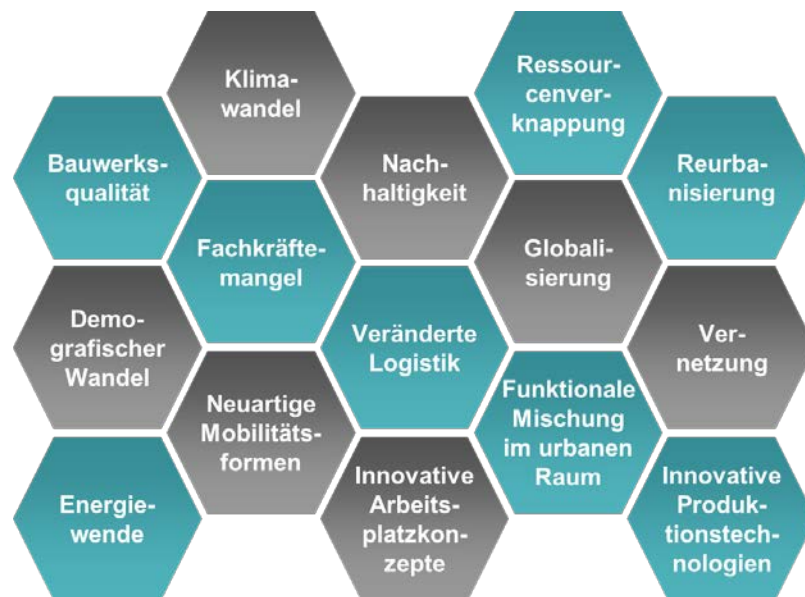 Klima-
wandel
Ressour-
cenver-
knappung
Bauwerks-
qualität
Nach-
haltigkeit
Reurba-
nisierung
Fachkräfte-
mangel
Globali-
sierung
Demo-
grafischer
Wandel
Veränderte
Logistik
Ver-
netzung
Neuartige
Mobilitäts-
formen
Funktionale
Mischung
im urbanen
Raum
Energie-
wende
Innovative
Arbeits-
platzkon-
zepte
Innovative
Produk-
tionstech-
nologien